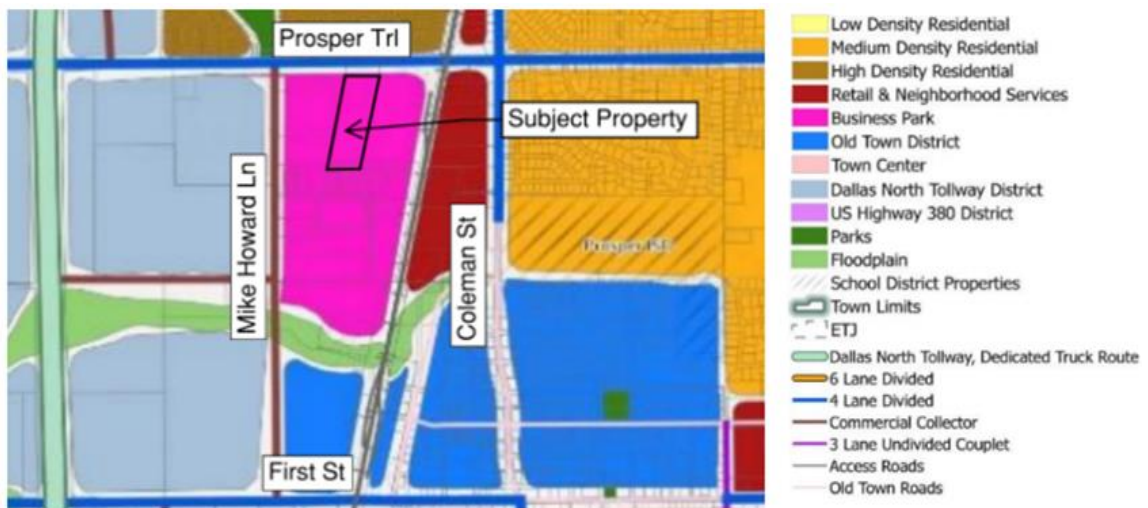 Prosper Trl
Subject Property
Mike Howard Ln
Coleman St
Prosper ISD
First St
Low Density Residential
Medium Density Residential
High Density Residential
Retail & Neighborhood Services
Business Park
Old Town District
Town Center
Dallas North Tollway District
US Highway 380 District
Parks
Floodplain
School District Properties
Town Limits
ETJ
Dallas North Tollway, Dedicated Truck Route
6 Lane Divided
4 Lane Divided
Commercial Collector
3 Lane Undivided Couplet
Access Roads
Old Town Roads